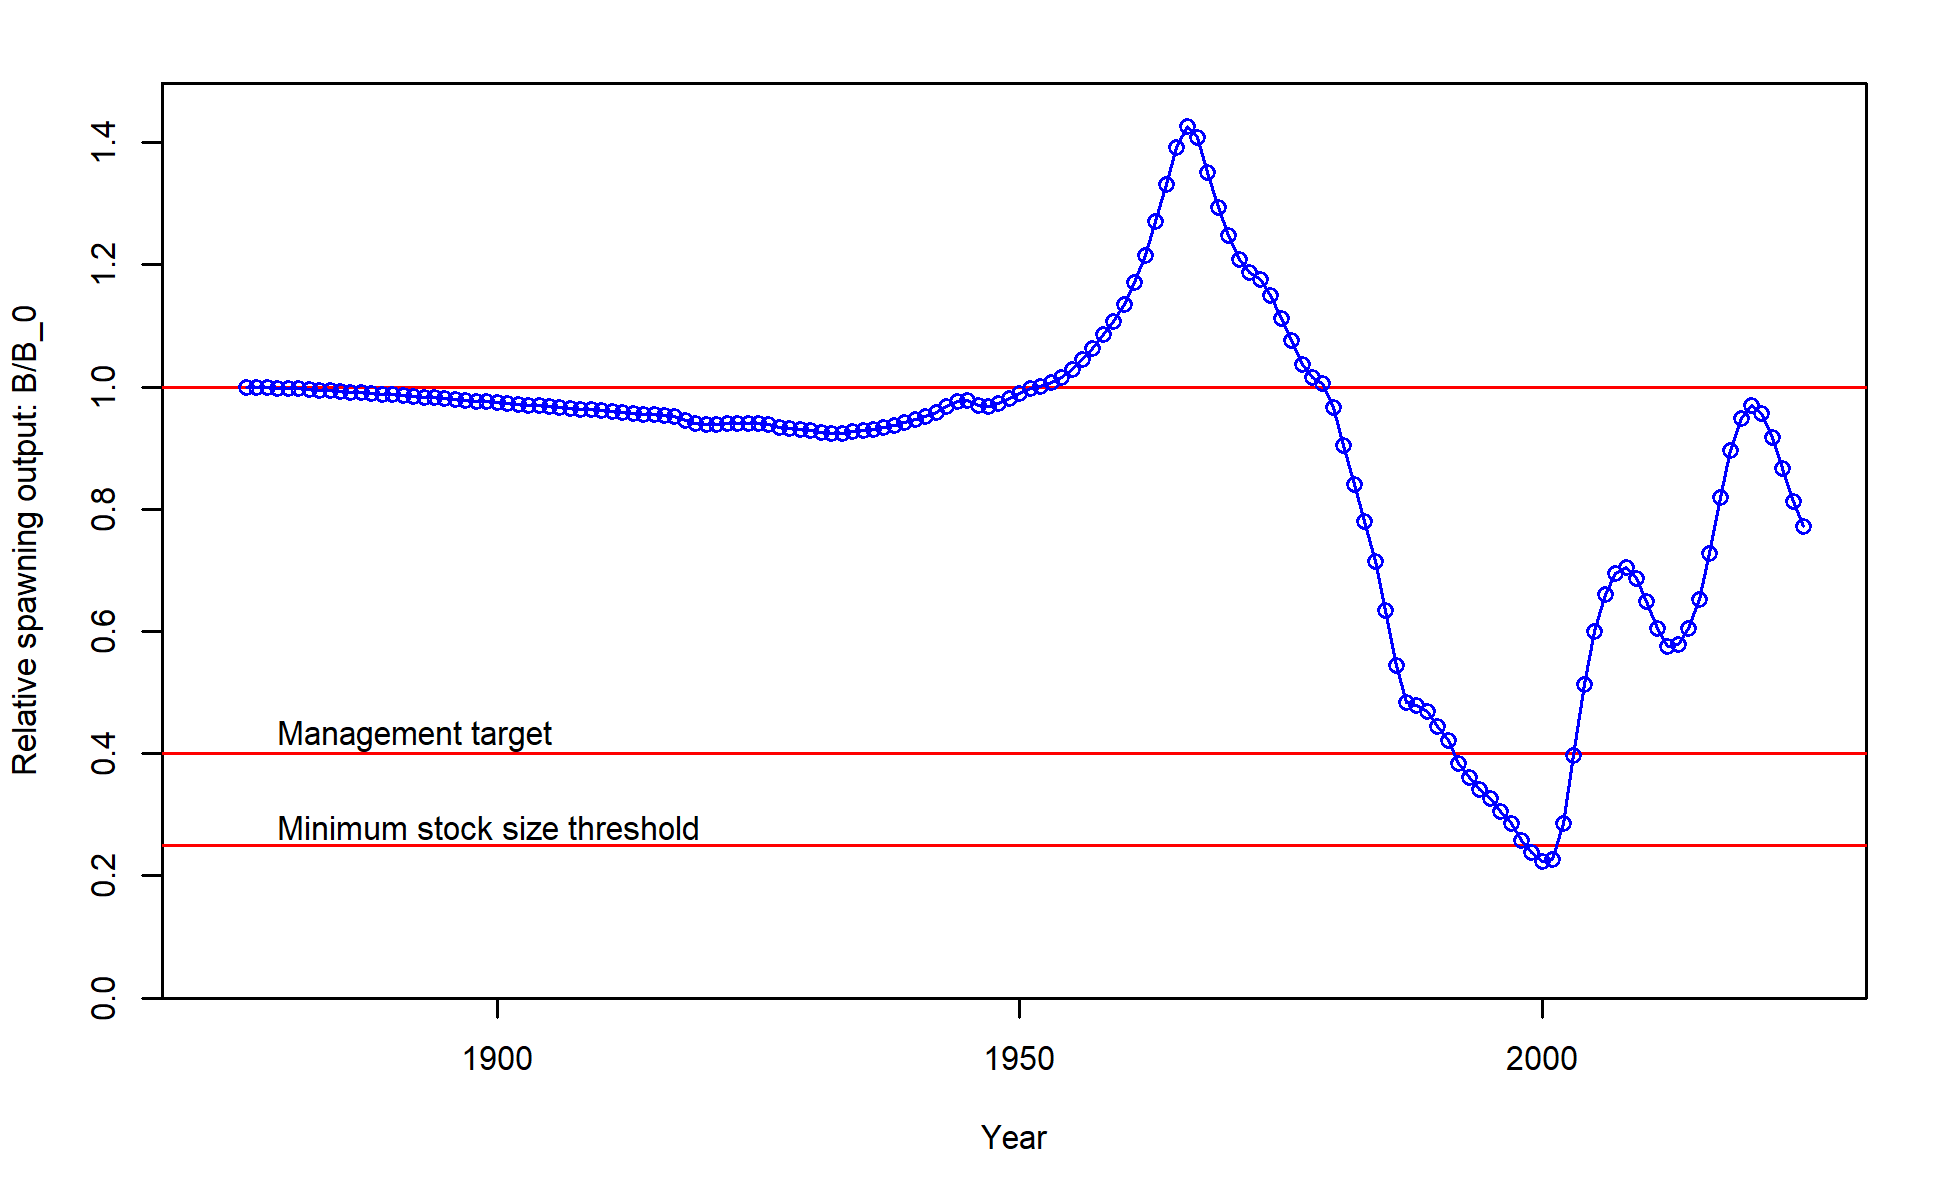 Relative spawning output: B/B_0
1.4
1.2
1.0
0.8
0.6
0.4
0.2
0.0
Management target
Minimum stock size threshold
1900
1950
2000
Year